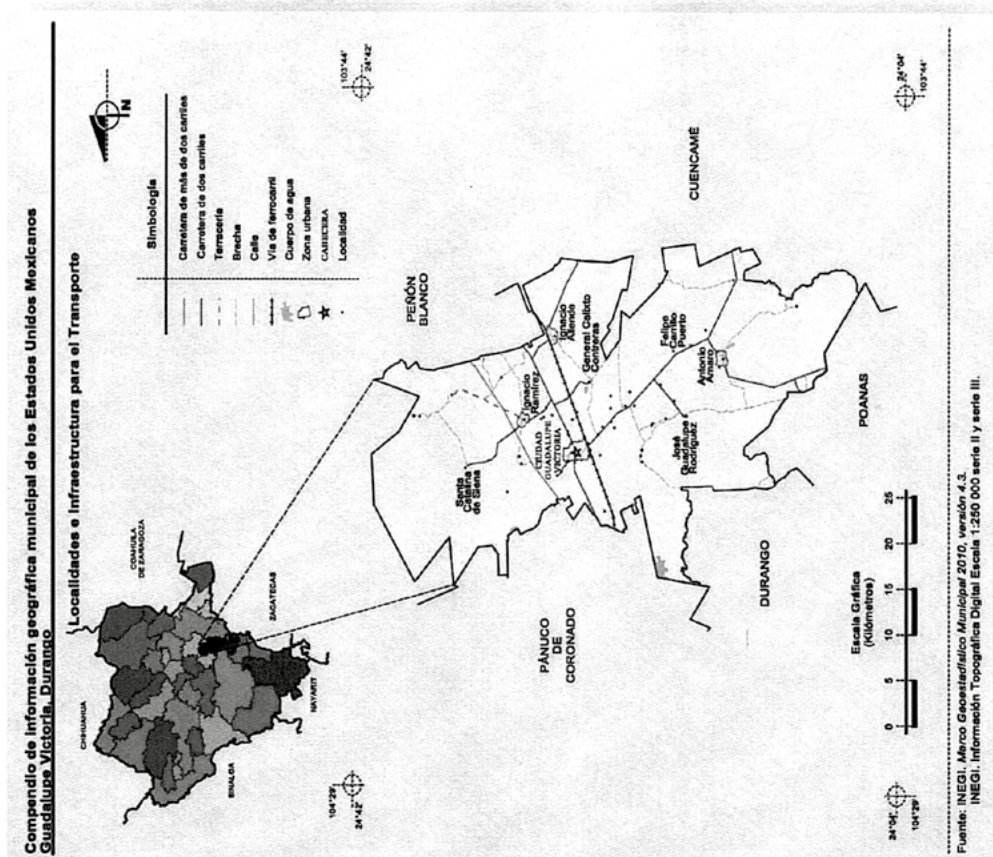 Compendio de información geográfica municipal de los Estados Unidos Mexicanos
Guadalupe Victoria, Durango
Localidades e Infraestructura para el Transporte
CHIHUAHUA
COAHUILA
DE ZARAGOZA
SINALOA
ZACATECAS
NAYARIT
N
Simbología
Carretera de más de dos carriles
Carretera de dos carriles
Terracería
Brecha
Calle
Vía de ferrocarril
Cuerpo de agua
Zona urbana
CABECERA
Localidad
104°29'
24°42'
103°44'
24°42'
PEÑÓN
BLANCO
CUENCAMÉ
PÁNUCO
DE
CORONADO
DURANGO
POANAS
Santa
Catalina
de Siena
Ignacio
Ramírez
CIUDAD
GUADALUPE
VICTORIA
Ignacio
Allende
General Calixto
Contreras
Felipe
Carrillo
Puerto
José
Guadalupe
Rodríguez
Antonio
Amaro
Escala Gráfica
(Kilómetros)
0 5 10 15 20 25
24°04'
104°29'
24°04'
103°44'
Fuente: INEGI. Marco Geoestadístico Municipal 2010, versión 4.3.
INEGI. Información Topográfica Digital Escala 1:250 000 serie II y serie III.